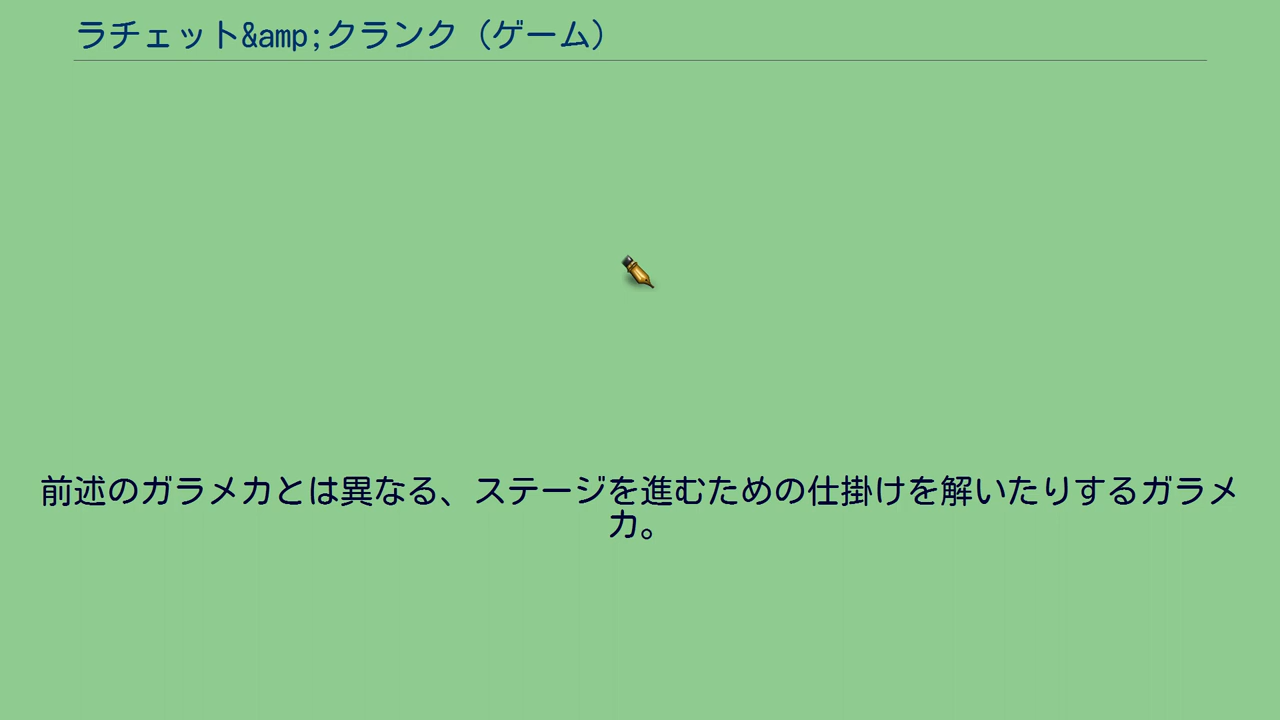 ラチェット&amp;クランク（ゲーム）
前述のガラメカとは異なる、ステージを進むための仕掛けを解いたりするガラメ
カ。